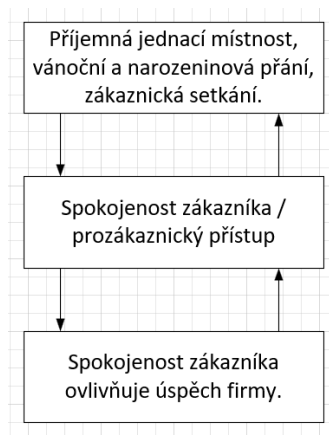 Příjemná jednací místnost,
vánoční a narozeninová přání,
zákaznická setkání.
Spokojenost zákazníka /
prozákaznický přístup
Spokojenost zákazníka
ovlivňuje úspěch firmy.